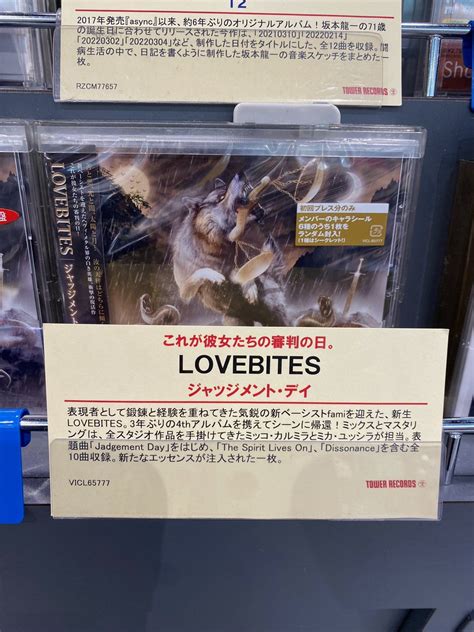 12
2017年発売『async』以来、約6年ぶりのオリジナルアルバム！坂本龍一の71歳
の誕生日に合わせてリリースされた今作は、「20210310」「20220214」
「20220302」「20220304」など、制作した日付をタイトルにした、全12曲を収録。闘
病生活の中で、日記を書くように制作した坂本龍一の音楽スケッチをまとめた一
枚。
RZCM77657
TOWER RECORDS
LOVEBITES
ジャッジメント
初回プレス分のみ
メンバーのキャラシール
6種のうち1枚を
ランダム封入!
(1種はシークレット!!)
VICL-65777
これが彼女たちの審判の日。
LOVEBITES
ジャッジメント・デイ
表現者として鍛錬と経験を重ねてきた気鋭の新ベーシストfamiを迎えた、新生
LOVEBITES。3年ぶりの4thアルバムを携えてシーンに帰還！ミックスとマスタリ
ングは、全スタジオ作品を手掛けてきたミッコ・カルミラとミカ・ユッシラが担当。表
題曲「Jadgement Day」をはじめ、「The Spirit Lives On」、「Dissonance」を含む全
10曲収録。新たなエッセンスが注入された一枚。
VICL65777
TOWER RECORDS